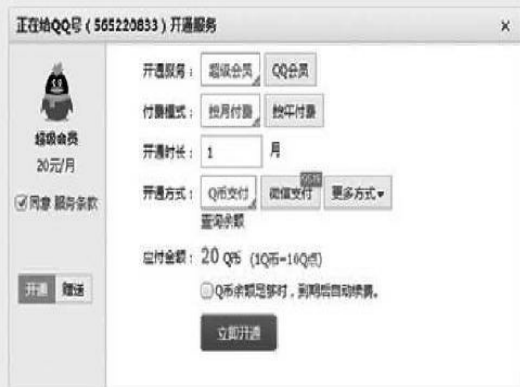 正在给QQ号（565220833）开通服务 ×
超级会员
20元/月
同意 服务条款
开通 赠送
开通服务： 超级会员 QQ会员
付费模式： 按月付费 按年付费
开通时长： 1 月
开通方式： Q币支付 微信支付 更多方式
查询余额
应付金额： 20 Q币 (1Q币=10Q点)
Q币余额足够时，到期后自动续费。
立即开通